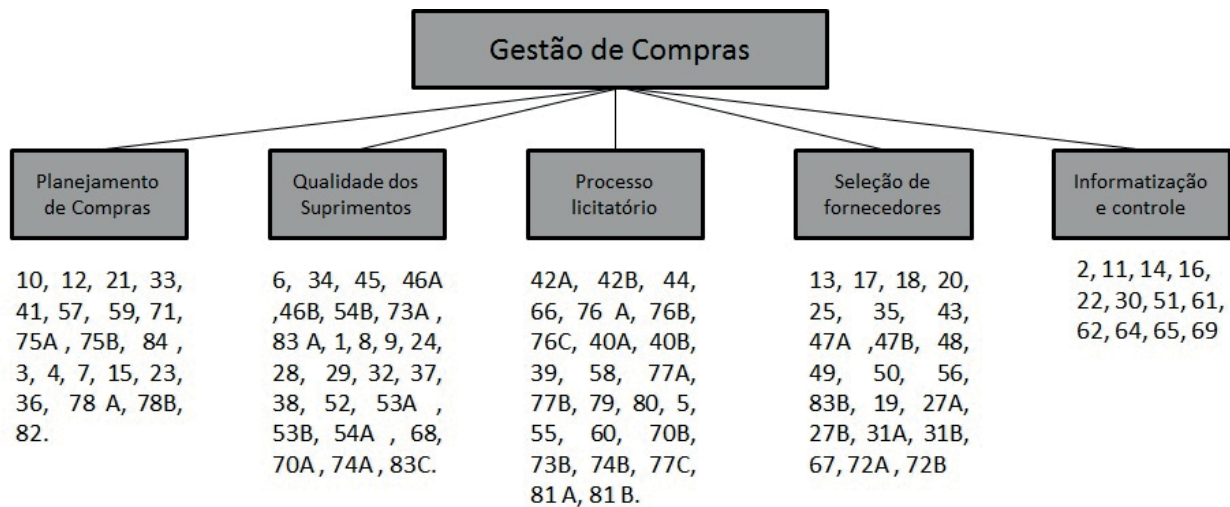 Gestão de Compras
Planejamento
de Compras
Qualidade dos
Suprimentos
Processo
licitatório
Seleção de
fornecedores
Informatização
e controle
10, 12, 21, 33,
41, 57, 59, 71,
75A , 75B, 84 ,
3, 4, 7, 15, 23,
36, 78 A, 78B,
82.
6, 34, 45, 46A
,46B, 54B, 73A ,
83 A, 1, 8, 9, 24,
28, 29, 32, 37,
38, 52, 53A ,
53B, 54A , 68,
70A , 74A , 83C.
42A, 42B, 44,
66, 76 A, 76B,
76C, 40A, 40B,
39, 58, 77A,
77B, 79, 80, 5,
55, 60, 70B,
73B, 74B, 77C,
81 A, 81 B.
13, 17, 18, 20,
25, 35, 43,
47A ,47B, 48,
49, 50, 56,
83B, 19, 27A,
27B, 31A, 31B,
67, 72A , 72B
2, 11, 14, 16,
22, 30, 51, 61,
62, 64, 65, 69